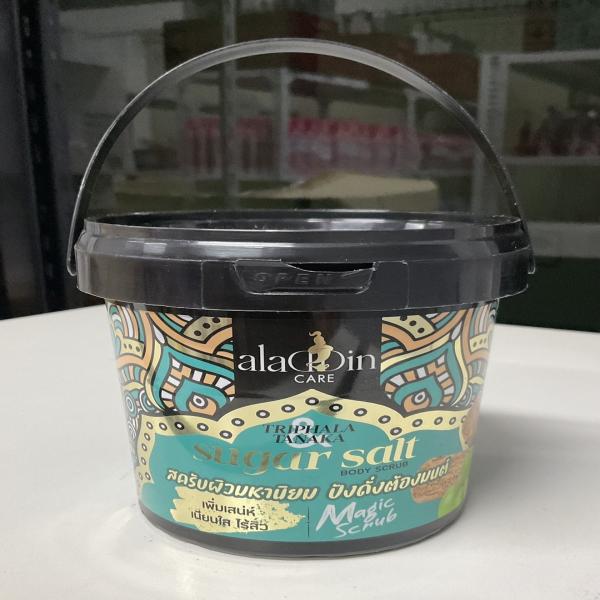 OPEN
alaDDin
CARE
TRIPHALA
& TANAKA
sugar salt
BODY SCRUB
สครับผิวมหานิยม ปังดั่งต้องมนต์
เพิ่มเสน่ห์
เนียนใส ไร้สิว
Magic
Scrub